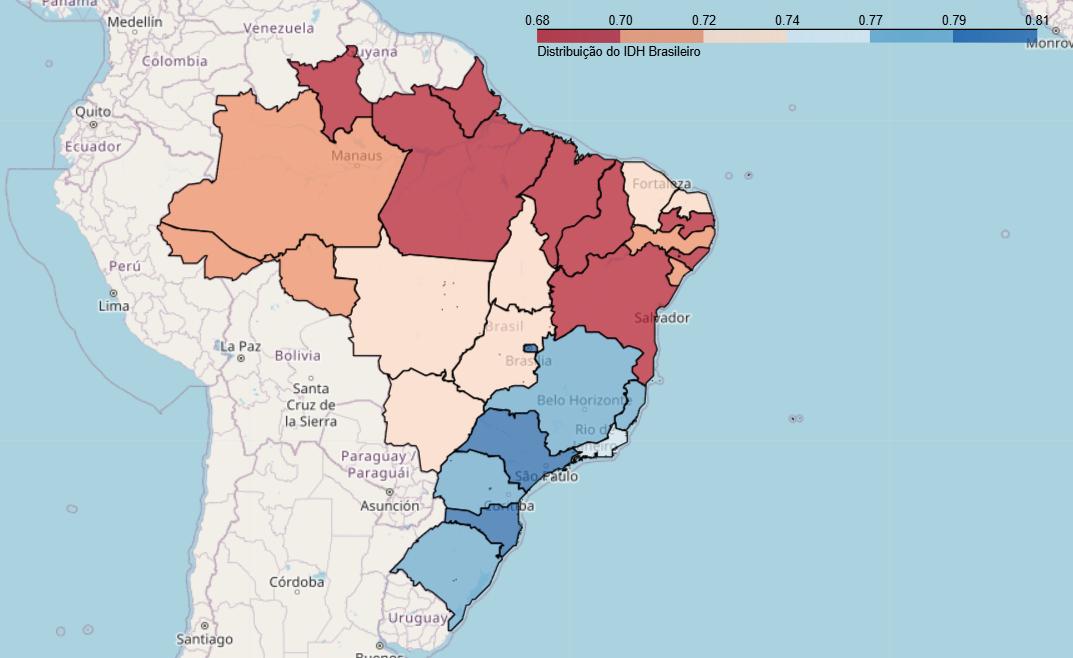 0.68 0.70 0.72 0.74 0.77 0.79 0.81
Distribuição do IDH Brasileiro
Panamá
Medellín
Venezuela
Guyana
Colombia
Monrov
Quito
Ecuador
Manaus
Fortaleza
Perú
Lima
Salvador
Brasil
La Paz
Bolivia
Brasília
Santa
Cruz de
la Sierra
Belo Horizonte
Rio de
Janeiro
Paraguay /
Paraguái
São Paulo
Asunción
Curitiba
Córdoba
Uruguay
Santiago
Buenos